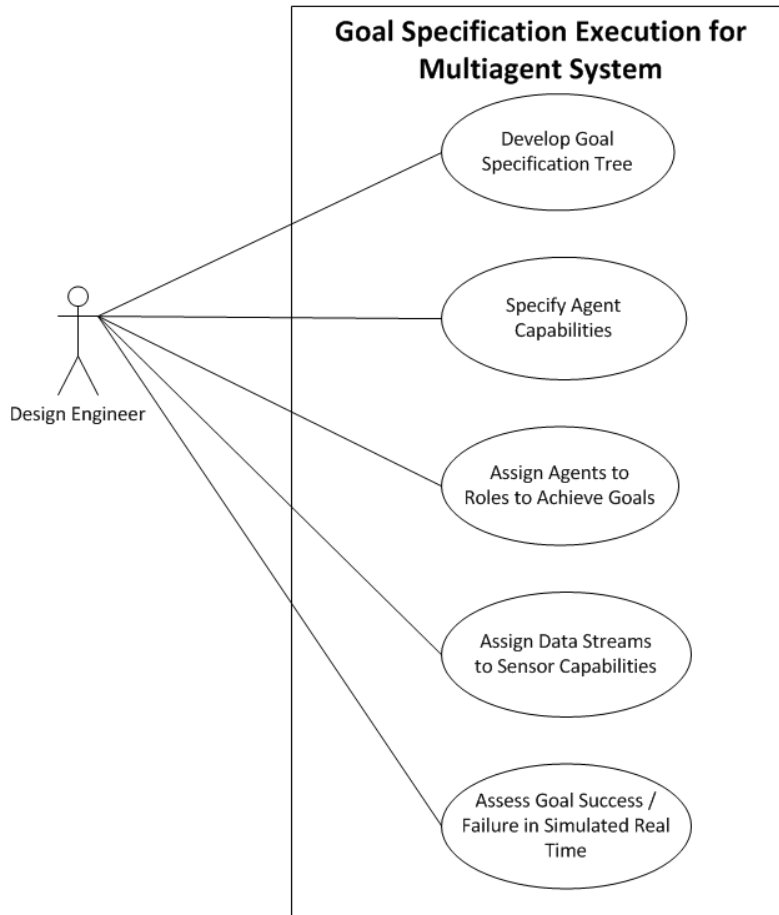 Goal Specification Execution for
Multiagent System
Develop Goal
Specification Tree
Specify Agent
Capabilities
Design Engineer
Assign Agents to
Roles to Achieve Goals
Assign Data Streams
to Sensor Capabilities
Assess Goal Success /
Failure in Simulated Real
Time